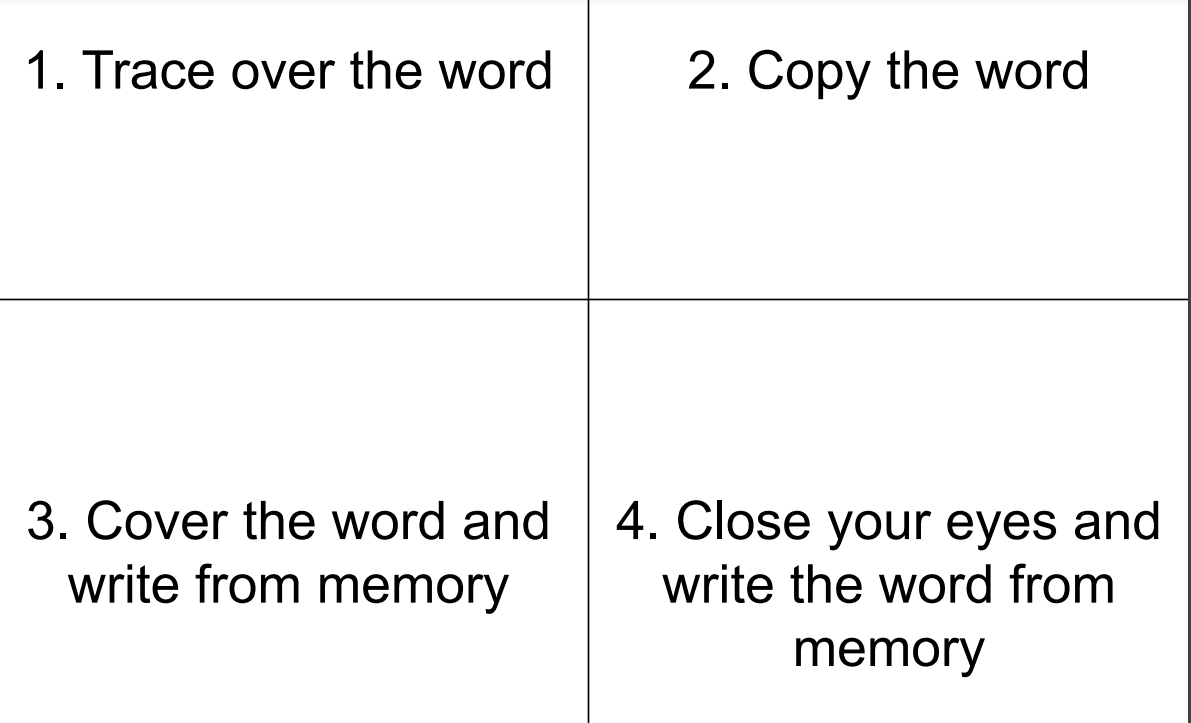 1. Trace over the word
2. Copy the word
3. Cover the word and
write from memory
4. Close your eyes and
write the word from
memory